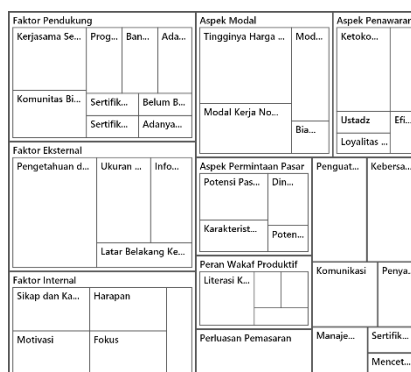 Faktor Pendukung
Kerjasama Se...
Prog...
Ban...
Ada...
Komunitas Bi...
Sertifik...
Belum B...
Sertifik...
Adanya...
Faktor Eksternal
Pengetahuan d...
Ukuran ...
Info...
Latar Belakang Ke...
Faktor Internal
Sikap dan Ka...
Harapan
Motivasi
Fokus
Aspek Modal
Tingginya Harga ...
Mod...
Modal Kerja No...
Bia...
Aspek Penawaran
Ketoko...
Ustadz
Efi...
Loyalitas ...
Aspek Permintaan Pasar
Potensi Pas...
Din...
Karakterist...
Poten...
Peran Wakaf Produktif
Literasi K...
Perluasan Pemasaran
Penguat...
Kebersa...
Komunikasi
Penya...
Manaje...
Sertifik...
Mencet...